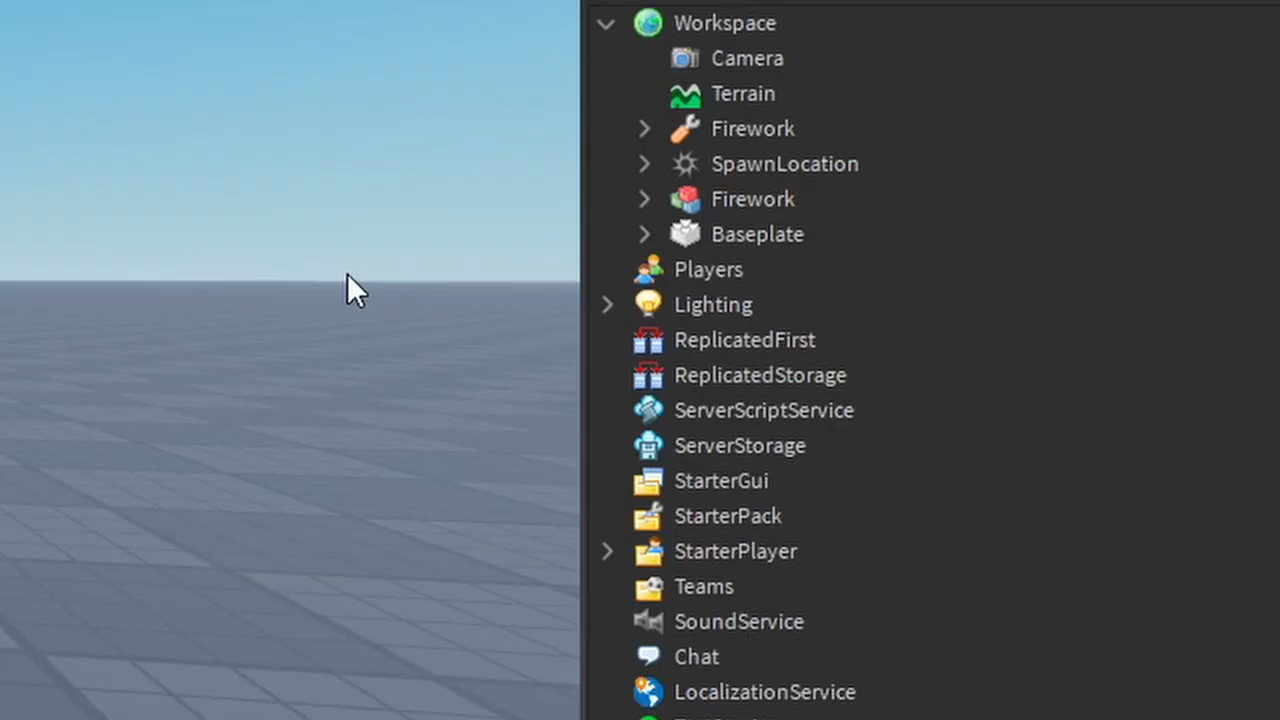 Workspace
Camera
Terrain
Firework
SpawnLocation
Firework
Baseplate
Players
Lighting
ReplicatedFirst
ReplicatedStorage
ServerScriptService
ServerStorage
StarterGui
StarterPack
StarterPlayer
Teams
SoundService
Chat
LocalizationService